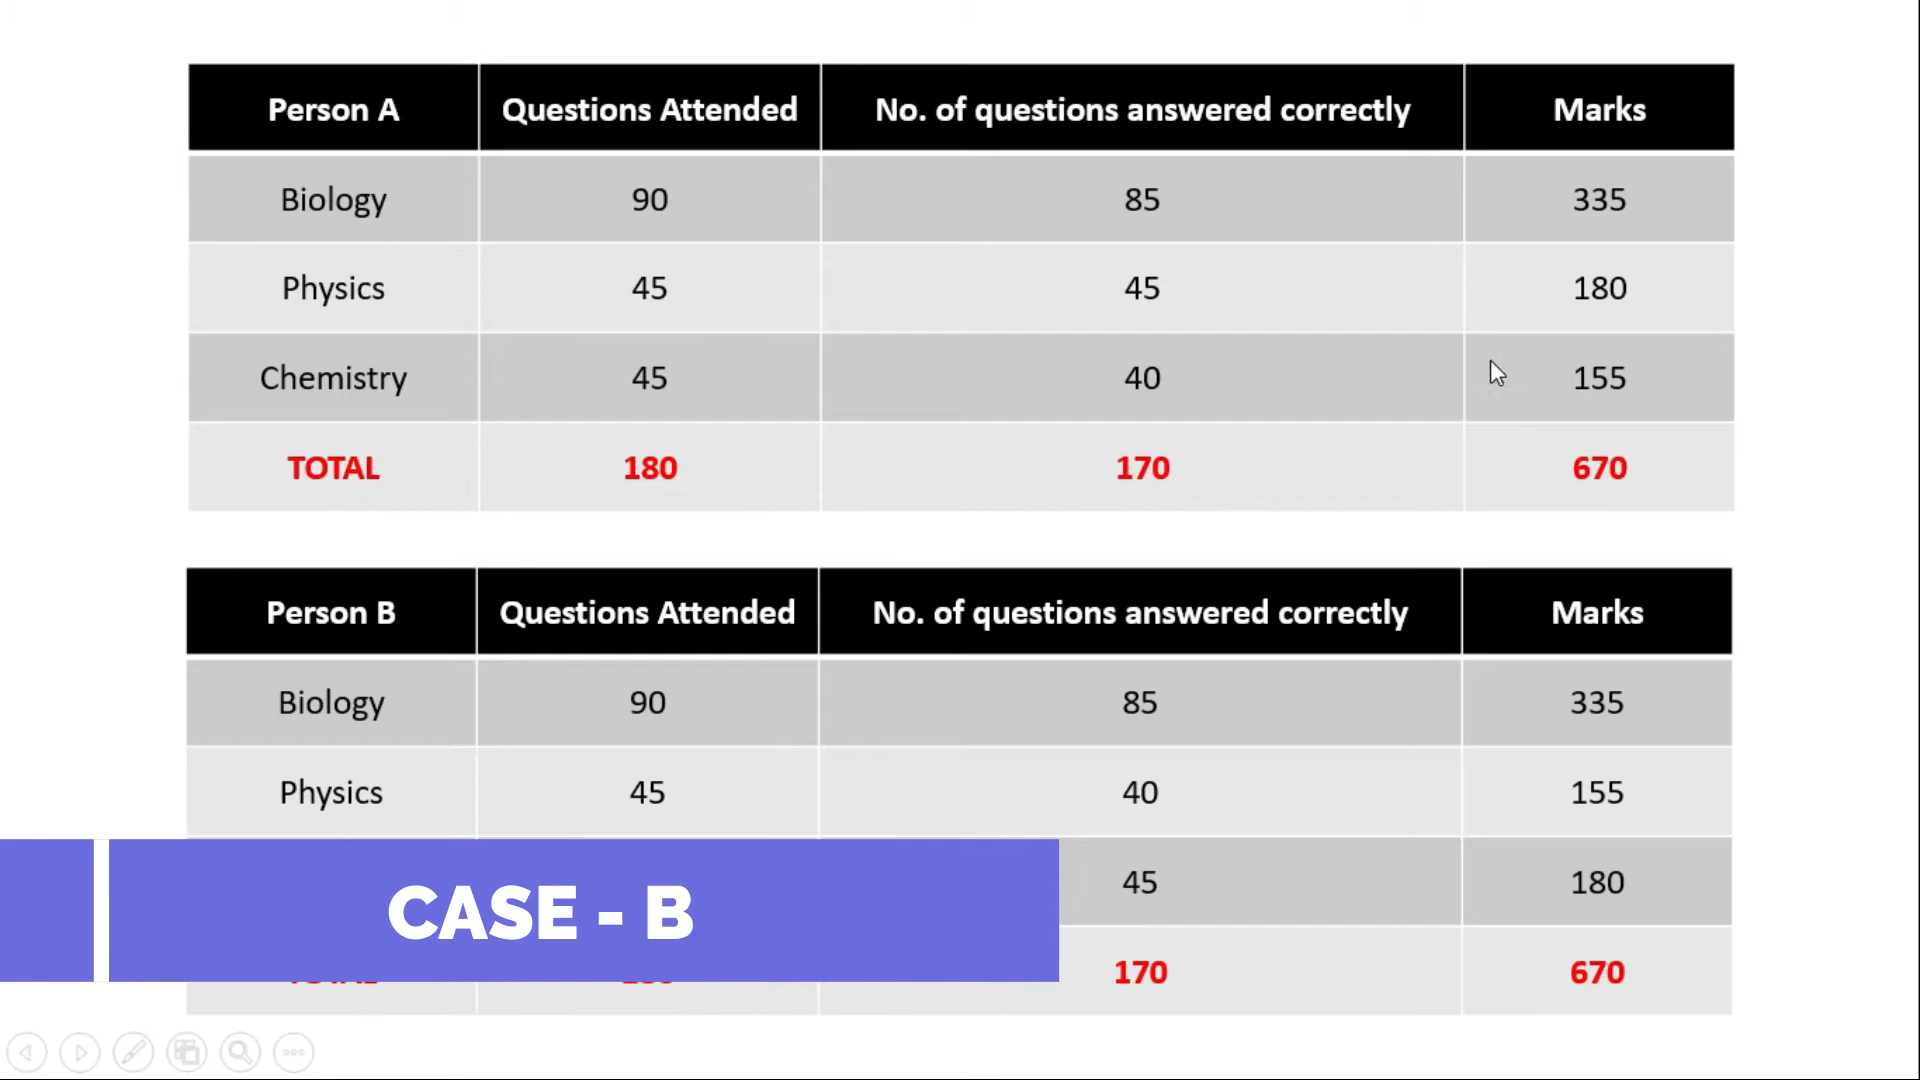 Person A Questions Attended No. of questions answered correctly Marks
Biology 90 85 335
Physics 45 45 180
Chemistry 45 40 155
TOTAL 180 170 670
Person B Questions Attended No. of questions answered correctly Marks
Biology 90 85 335
Physics 45 40 155
45 180
CASE - B
170 670